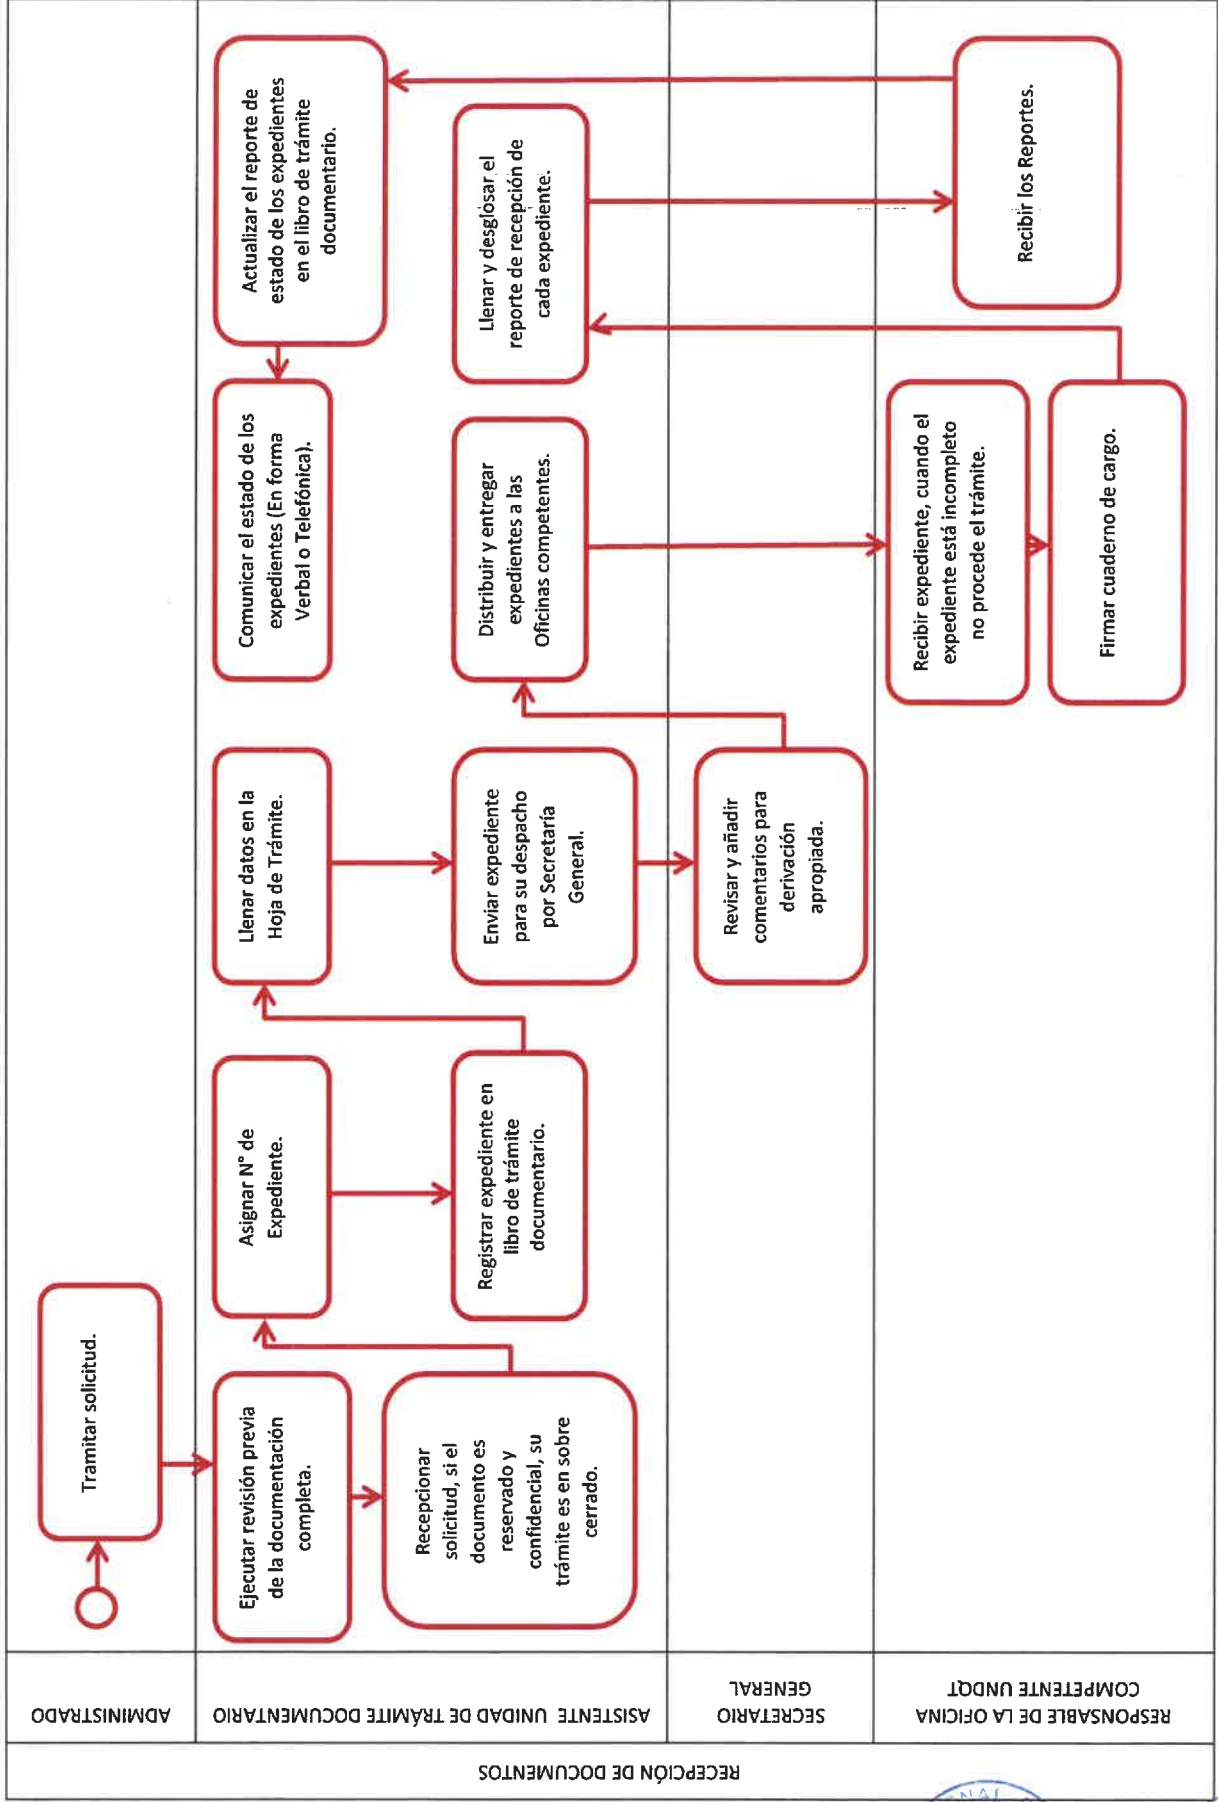 RECEPCIÓN DE DOCUMENTOS
ADMINISTRADO
Tramitar solicitud.
ASISTENTE UNIDAD DE TRÁMITE DOCUMENTARIO
Ejecutar revisión previa
de la documentación
completa.
Recepcionar
solicitud, si el
documento es
reservado y
confidencial, su
trámite es en sobre
cerrado.
Asignar N° de
Expediente.
Registrar expediente en
libro de trámite
documentario.
Llenar datos en la
Hoja de Trámite.
Enviar expediente
para su despacho
por Secretaría
General.
Comunicar el estado de los
expedientes (En forma
Verbal o Telefónica).
Distribuir y entregar
expedientes a las
Oficinas competentes.
Actualizar el reporte de
estado de los expedientes
en el libro de trámite
documentario.
Llenar y desglosar el
reporte de recepción de
cada expediente.
SECRETARIO
GENERAL
Revisar y añadir
comentarios para
derivación
apropiada.
RESPONSABLE DE LA OFICINA
COMPETENTE UNDQT
Recibir expediente, cuando el
expediente está incompleto
no procede el trámite.
Firmar cuaderno de cargo.
Recibir los Reportes.